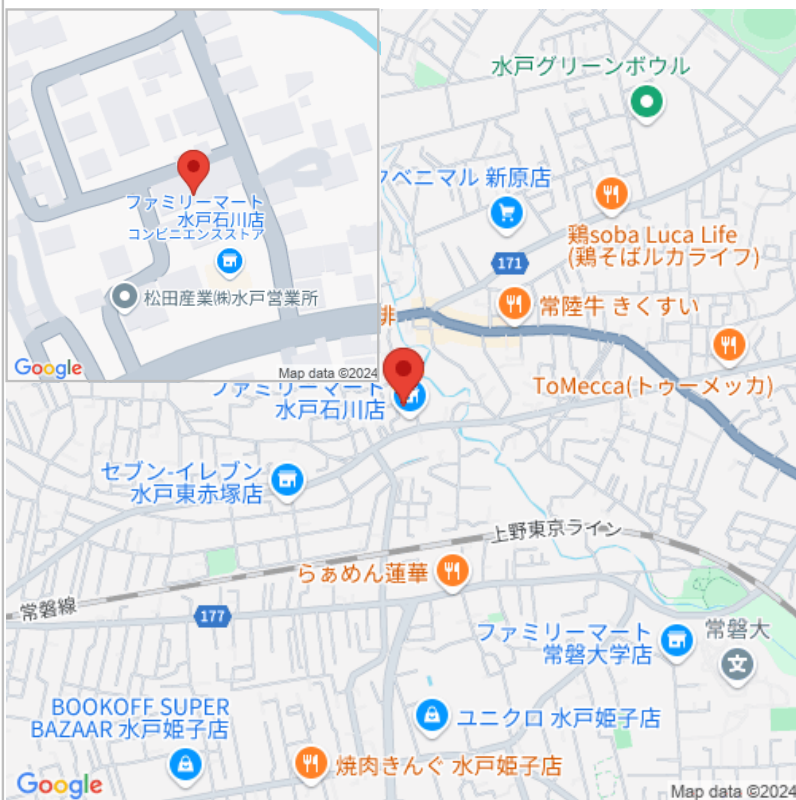 ファミリーマート
水戸石川店
コンビニエンスストア
松田産業㈱水戸営業所
Google
Map data ©2024
水戸グリーンボウル
クベニマル 新原店
鶏soba Luca Life
(鶏そばルカライフ)
171
常陸牛 きくすい
ToMecca(トゥーメッカ)
ファミリーマート
水戸石川店
セブン-イレブン
水戸東赤塚店
上野東京ライン
らぁめん蓮華
常磐線
177
ファミリーマート
常磐大学店
常磐大
文
BOOKOFF SUPER
BAZAAR 水戸姫子店
ユニクロ 水戸姫子店
焼肉きんぐ 水戸姫子店
Google
Map data ©2024